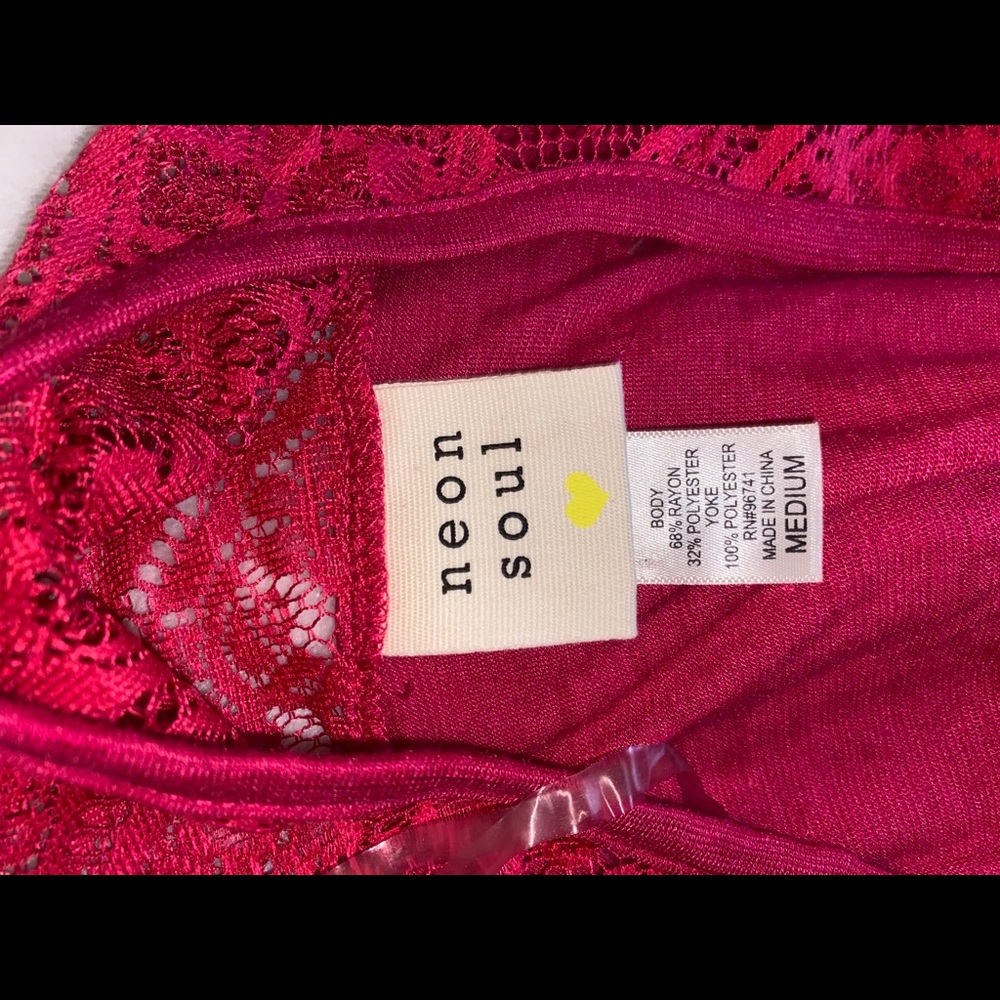 neon
soul
BODY
68% RAYON
32% POLYESTER
YOKE
100% POLYESTER
RN#96741
MADE IN CHINA
MEDIUM